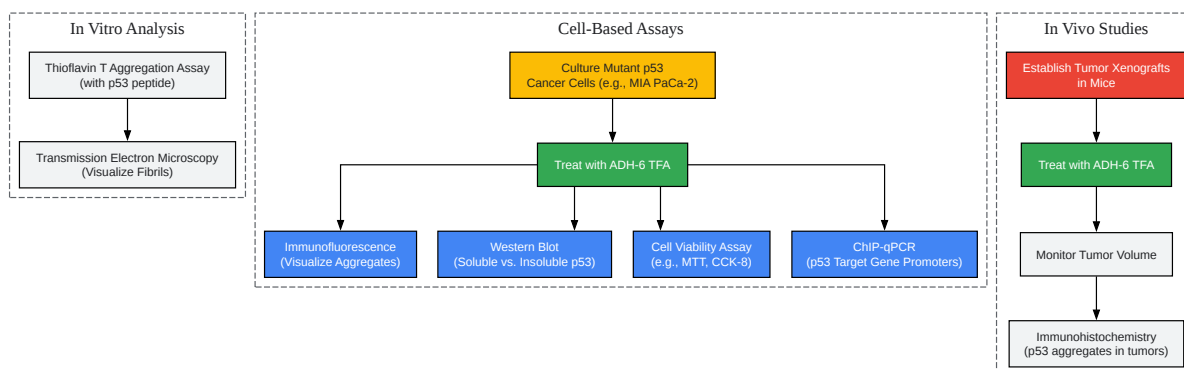 In Vitro Analysis
Thioflavin T Aggregation Assay
(with p53 peptide)
Transmission Electron Microscopy
(Visualize Fibrils)
Cell-Based Assays
Culture Mutant p53
Cancer Cells (e.g., MIA PaCa-2)
Treat with ADH-6 TFA
Immunofluorescence
(Visualize Aggregates)
Western Blot
(Soluble vs. Insoluble p53)
Cell Viability Assay
(e.g., MTT, CCK-8)
ChIP-qPCR
(p53 Target Gene Promoters)
In Vivo Studies
Establish Tumor Xenografts
in Mice
Treat with ADH-6 TFA
Monitor Tumor Volume
Immunohistochemistry
(p53 aggregates in tumors)